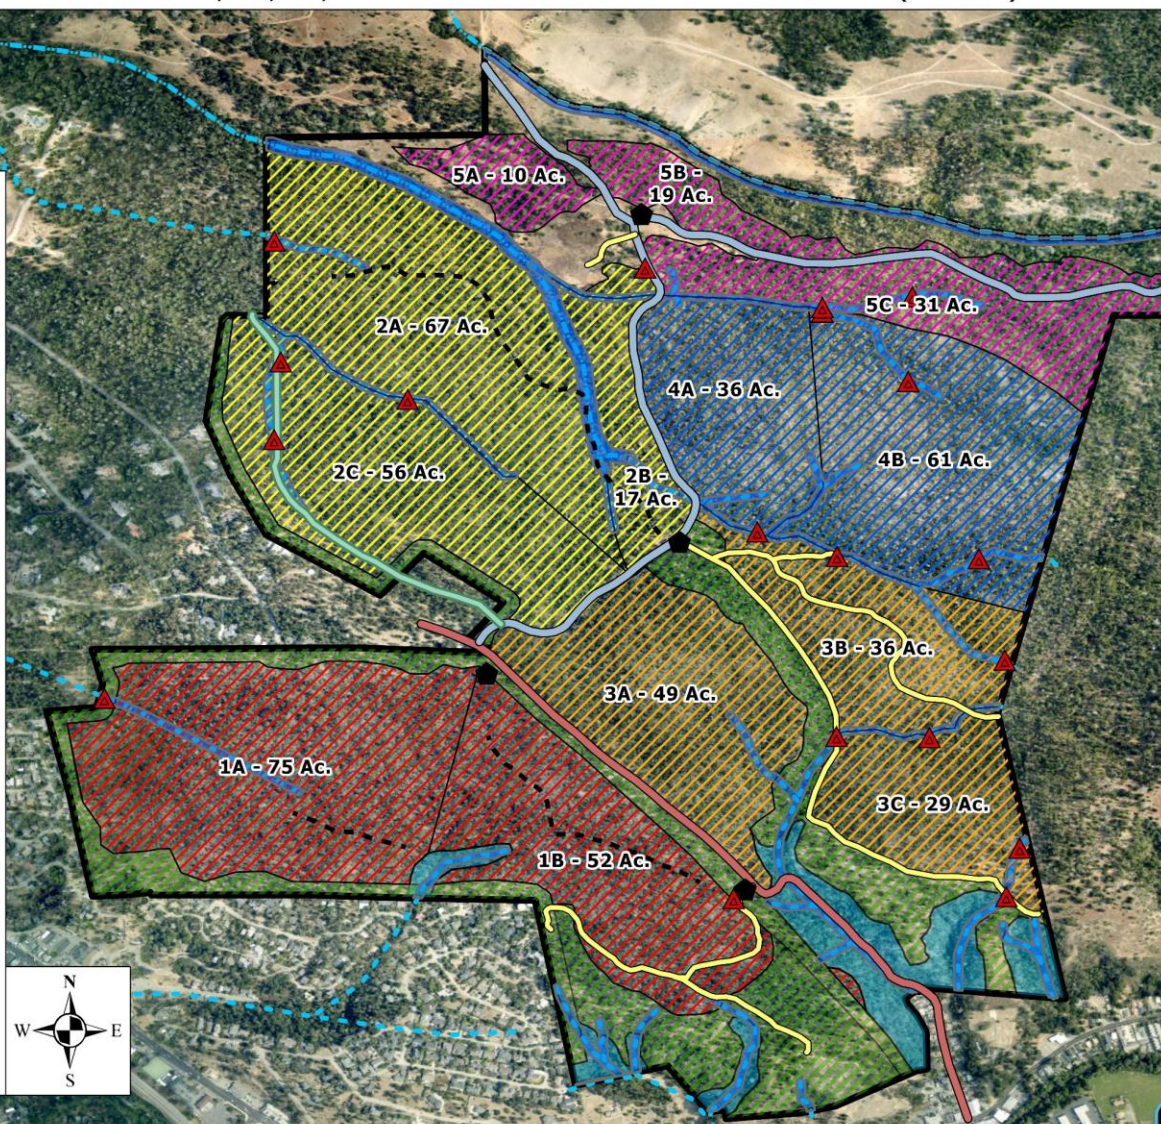 5A - 10 Ac.
5B -
19 Ac.
5C - 31 Ac.
2A - 67 Ac.
4A - 36 Ac.
4B - 61 Ac.
2C - 56 Ac.
2B -
17 Ac.
3B - 36 Ac.
3A - 49 Ac.
1A - 75 Ac.
3C - 29 Ac.
1B - 52 Ac.
N
W E
S